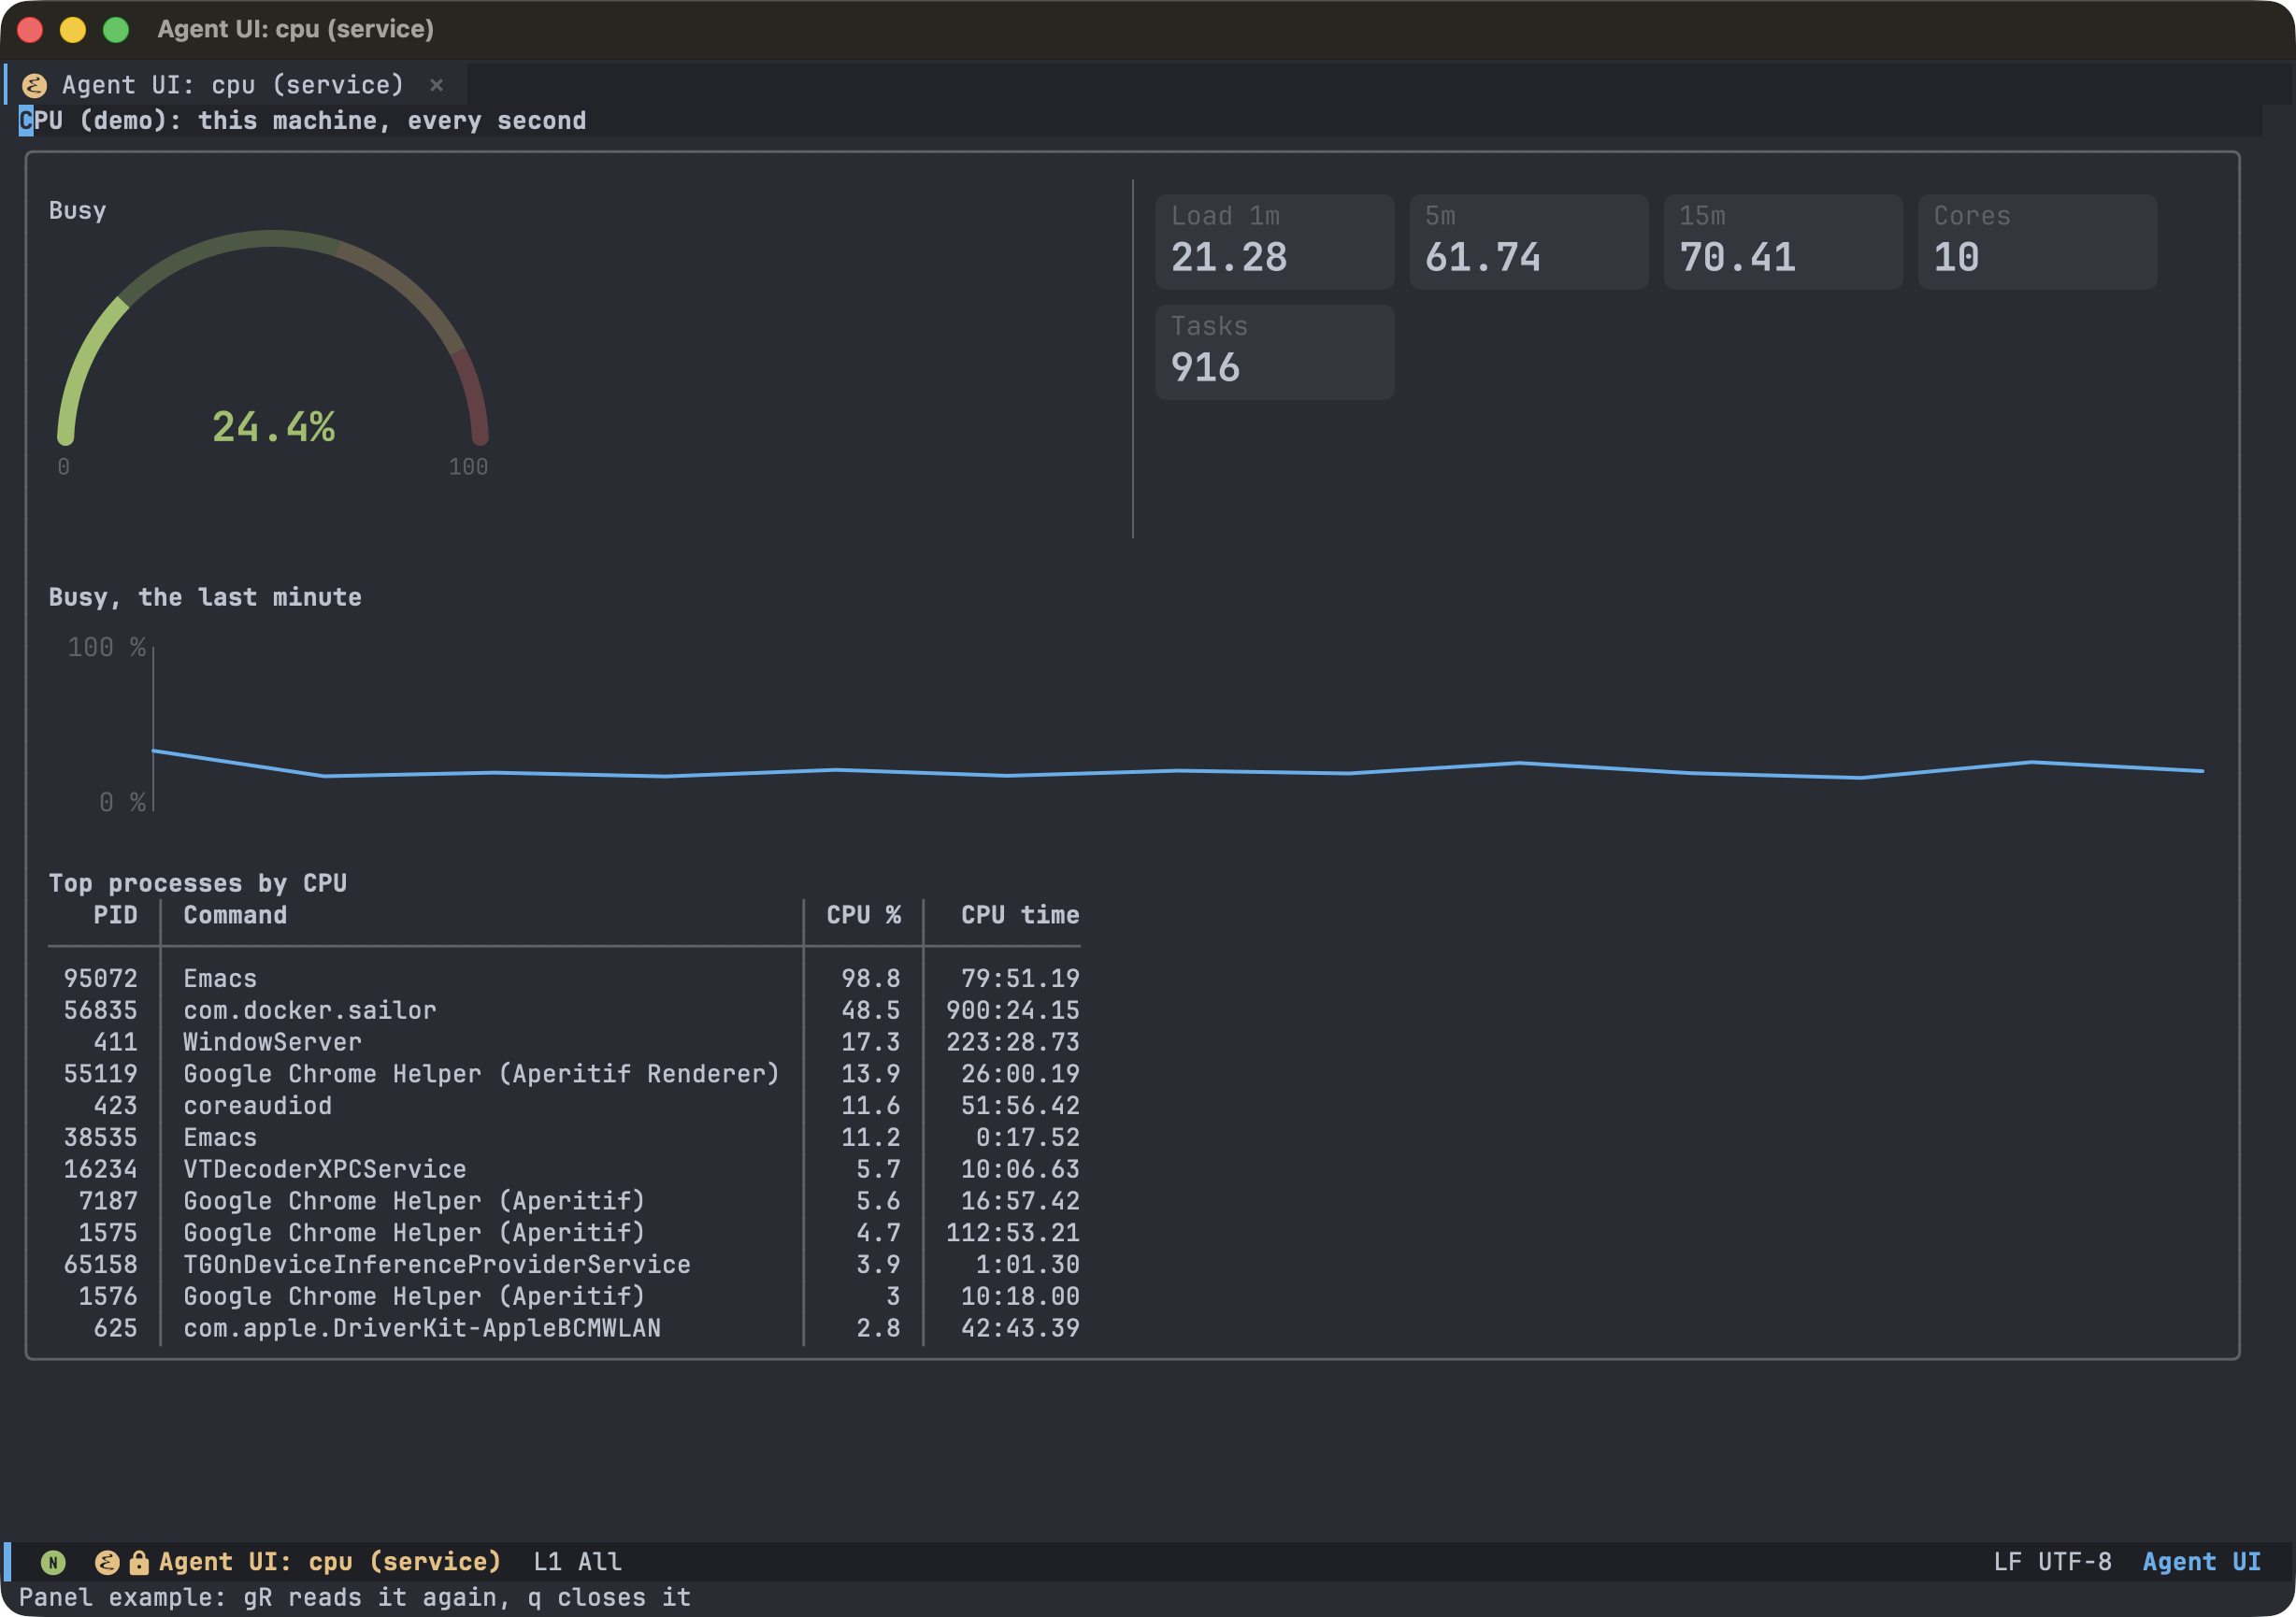 Agent UI: cpu (service)
Agent UI: cpu (service) ×
CPU (demo): this machine, every second
Busy
24.4%
0 100
Load 1m
21.28
5m
61.74
15m
70.41
Cores
10
Tasks
916
Busy, the last minute
100 %
0 %
Top processes by CPU
PID Command CPU % CPU time
95072 Emacs 98.8 79:51.19
56835 com.docker.sailor 48.5 900:24.15
411 WindowServer 17.3 223:28.73
55119 Google Chrome Helper (Aperitif Renderer) 13.9 26:00.19
423 coreaudiod 11.6 51:56.42
38535 Emacs 11.2 0:17.52
16234 VTDecoderXPCService 5.7 10:06.63
7187 Google Chrome Helper (Aperitif) 5.6 16:57.42
1575 Google Chrome Helper (Aperitif) 4.7 112:53.21
65158 TGOnDeviceInferenceProviderService 3.9 1:01.30
1576 Google Chrome Helper (Aperitif) 3 10:18.00
625 com.apple.DriverKit-AppleBCMWLAN 2.8 42:43.39
N Agent UI: cpu (service) L1 All LF UTF-8 Agent UI
Panel example: gR reads it again, q closes it